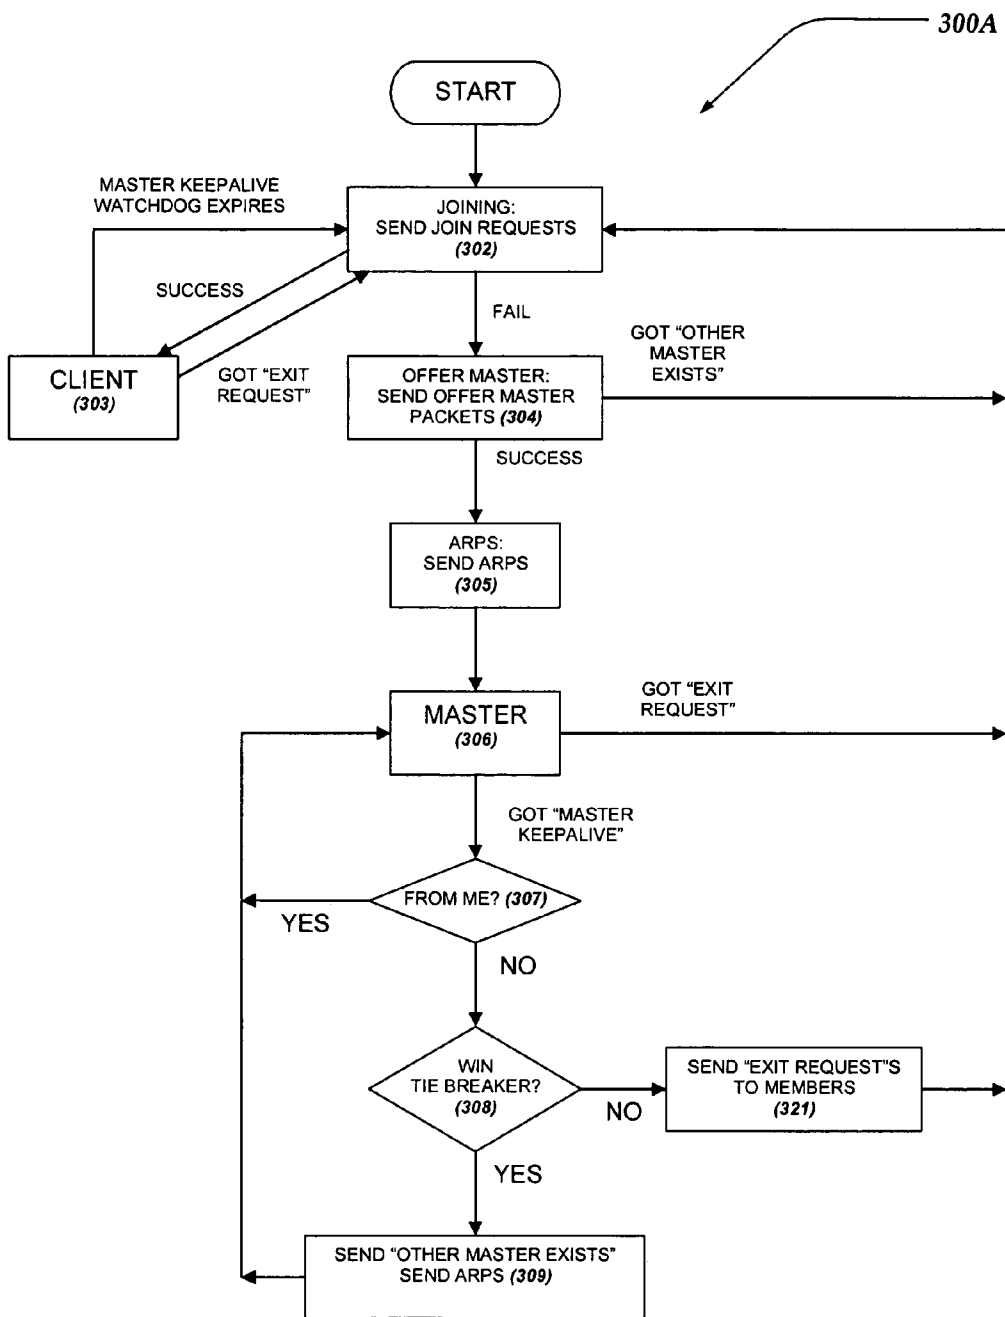 300A
START
MASTER KEEPALIVE
WATCHDOG EXPIRES
JOINING:
SEND JOIN REQUESTS
(302)
SUCCESS
FAIL
GOT "OTHER
MASTER
EXISTS"
CLIENT
(303)
GOT "EXIT
REQUEST"
OFFER MASTER:
SEND OFFER MASTER
PACKETS (304)
SUCCESS
ARPS:
SEND ARPS
(305)
GOT "EXIT
REQUEST"
MASTER
(306)
GOT "MASTER
KEEPALIVE"
FROM ME? (307)
YES
NO
WIN
TIE BREAKER?
(308)
NO
SEND "EXIT REQUEST"S
TO MEMBERS
(321)
YES
SEND "OTHER MASTER EXISTS"
SEND ARPS (309)